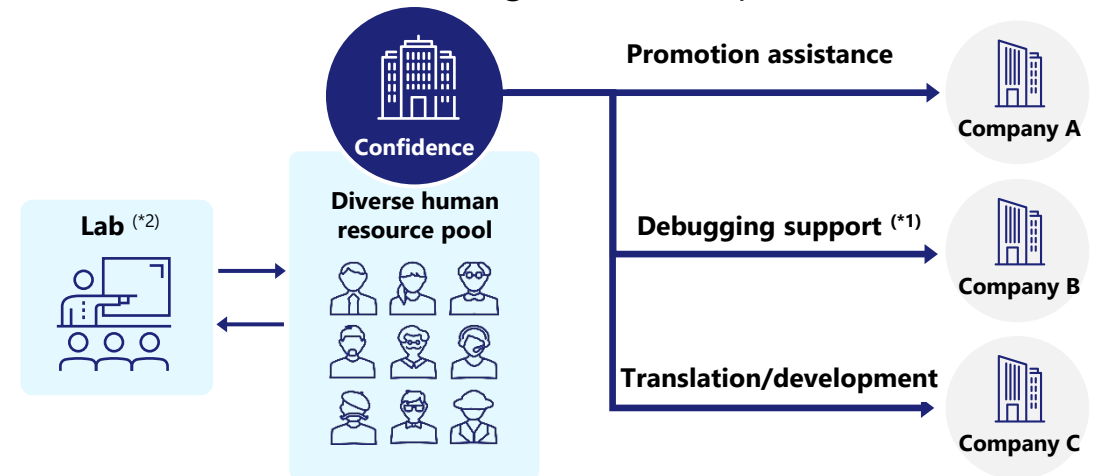 Promotion assistance
Company A
Confidence
Diverse human
resource pool
Lab (*2)
Debugging support (*1)
Company B
Translation/development
Company C